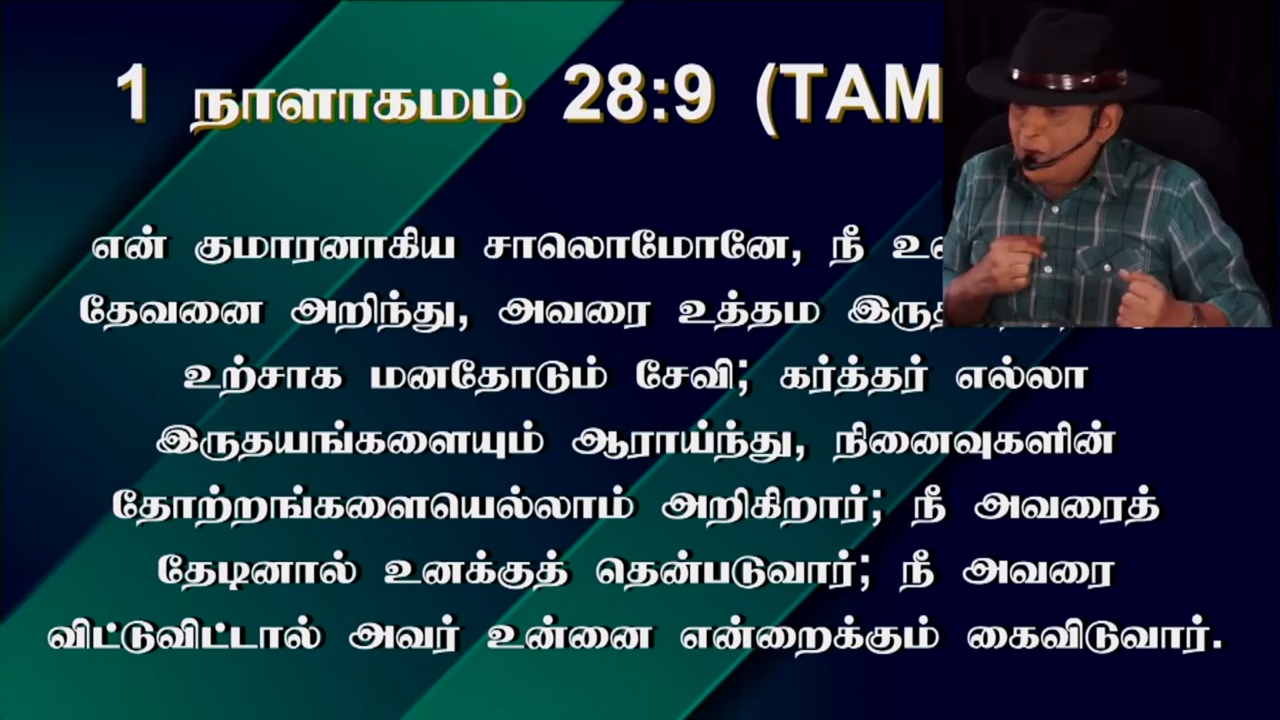 1 நாளாகமம் 28:9 (TAM
என் குமாரனாகிய சாலொமோனே, நீ
தேவனை அறிந்து, அவரை உத்தம
உற்சாக மனதோடும் சேவி; கர்த்தர் எல்லா
இருதயங்களையும் ஆராய்ந்து, நினைவுகளின்
தோற்றங்களையெல்லாம் அறிகிறார்; நீ அவரைத்
தேடினால் உனக்குத் தென்படுவார்; நீ அவரை
விட்டுவிட்டால் அவர் உன்னை என்றைக்கும் கைவிடுவார்.